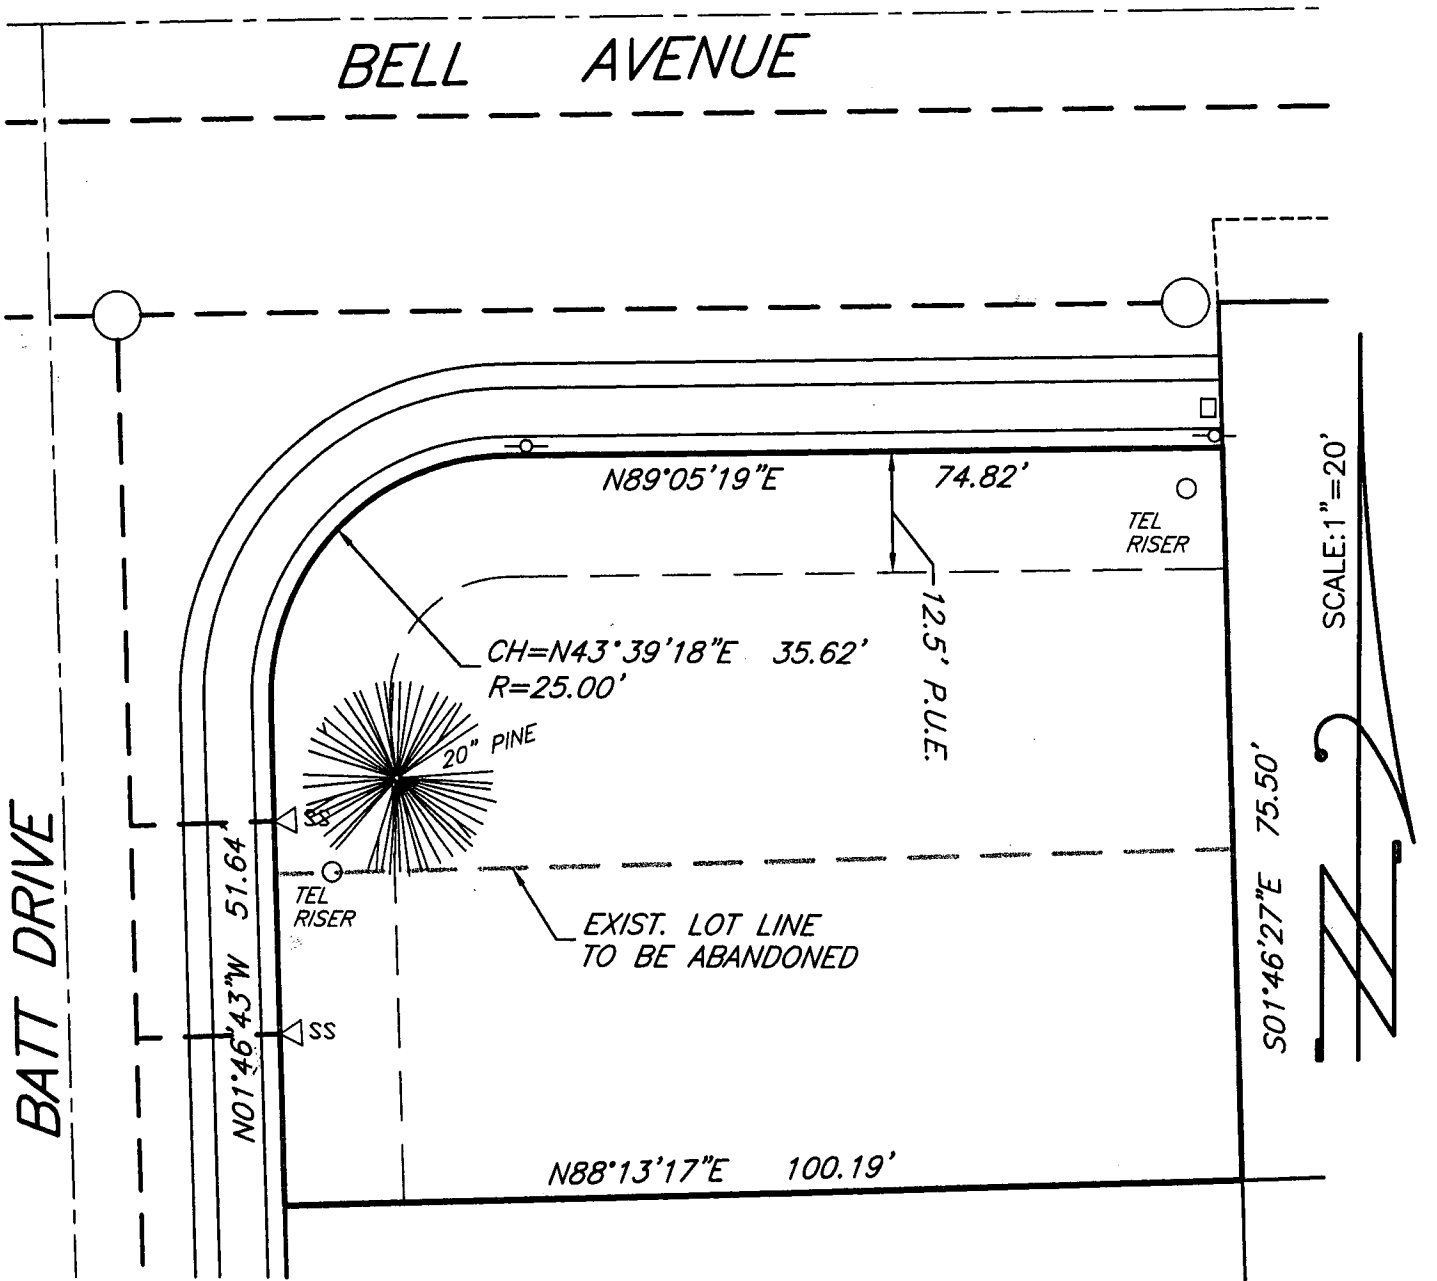 BELL AVENUE
N89°05'19"E 74.82'
TEL
RISER
SCALE:1"=20'
12.5' P.U.E.
CH=N43°39'18"E 35.62'
R=25.00'
20" PINE
SS
TEL
RISER
EXIST. LOT LINE
TO BE ABANDONED
SS
N01°46'43"W 51.64'
BATT DRIVE
S01°46'27"E 75.50'
N88°13'17"E 100.19'
N